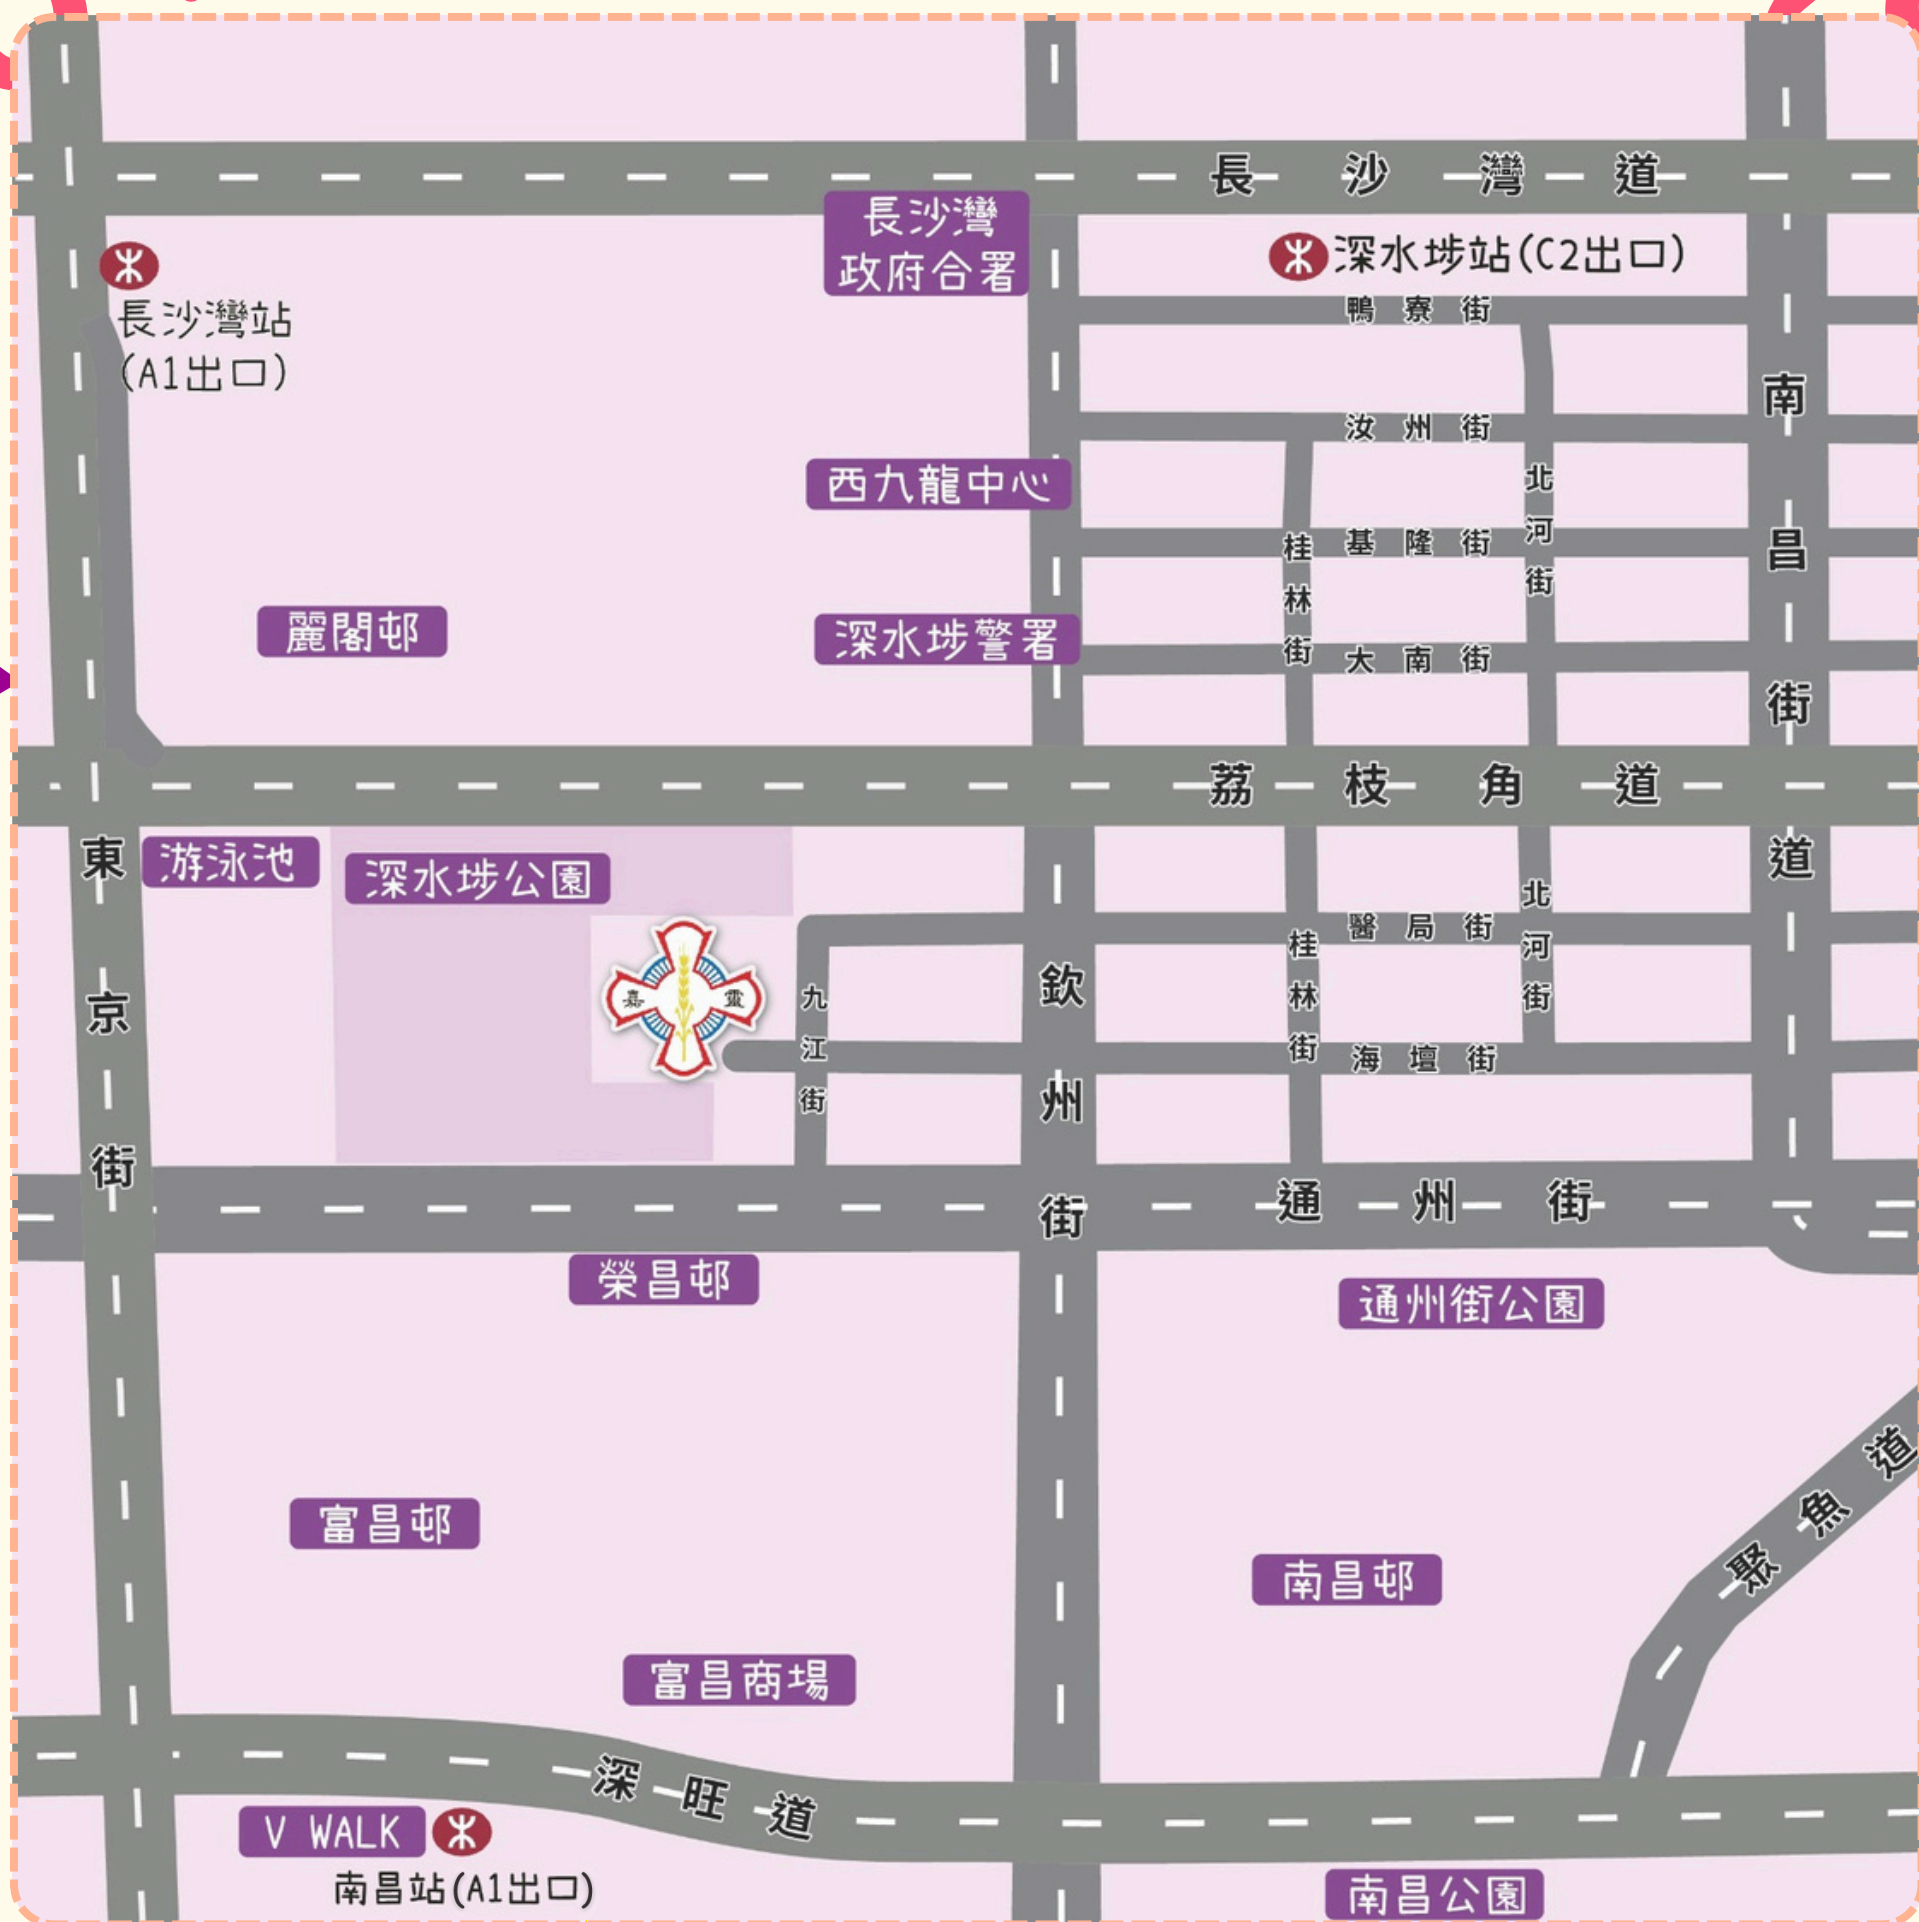 長沙灣道
長沙灣
政府合署
深水埗站(C2出口)
長沙灣站
(A1出口)
鴨寮街
南昌街道
汝州街
北河街
西九龍中心
桂林街
基隆街
麗閣邨
深水埗警署
大南街
荔枝角道
東京街
游泳池
深水埗公園
北河街
醫局街
桂林街
欽州街
嘉靈
九江街
海壇街
通州街
榮昌邨
通州街公園
聚魚道
富昌邨
南昌邨
富昌商場
深旺道
V WALK
南昌站(A1出口)
南昌公園